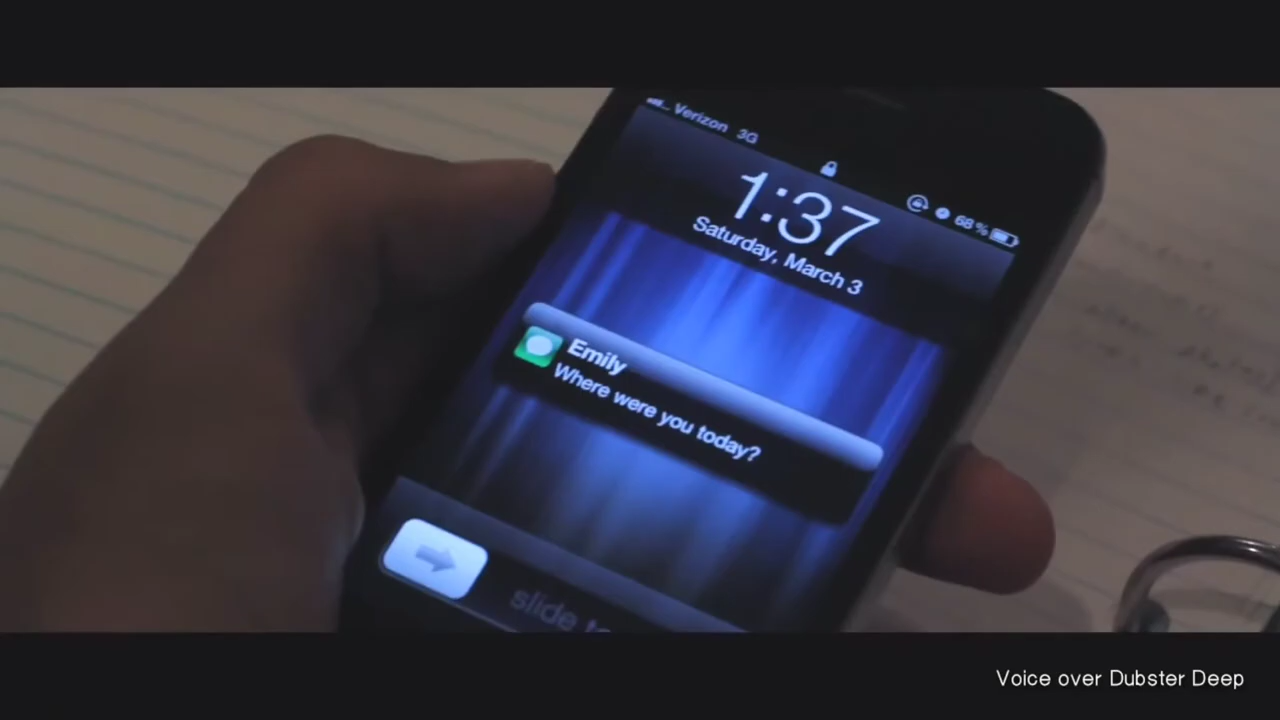 Verizon 3G
68%
1:37
Saturday, March 3
Emily
Where were you today?
slide
Voice over Dubster Deep